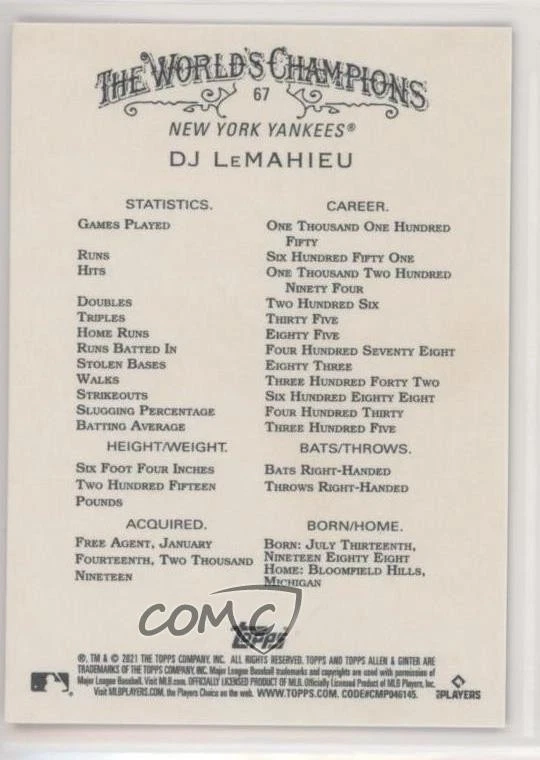 THE WORLD'S CHAMPIONS
67
NEW YORK YANKEES®
DJ LEMAHIEU
STATISTICS. CAREER.
GAMES PLAYED ONE THOUSAND ONE HUNDRED
FIFTY
RUNS SIX HUNDRED FIFTY ONE
HITS ONE THOUSAND TWO HUNDRED
NINETY FOUR
DOUBLES TWO HUNDRED SIX
TRIPLES THIRTY FIVE
HOME RUNS EIGHTY FIVE
RUNS BATTED IN FOUR HUNDRED SEVENTY EIGHT
STOLEN BASES EIGHTY THREE
WALKS THREE HUNDRED FORTY TWO
STRIKEOUTS SIX HUNDRED EIGHTY EIGHT
SLUGGING PERCENTAGE FOUR HUNDRED THIRTY
BATTING AVERAGE THREE HUNDRED FIVE
HEIGHT/WEIGHT. BATS/THROWS.
SIX FOOT FOUR INCHES BATS RIGHT-HANDED
TWO HUNDRED FIFTEEN THROWS RIGHT-HANDED
POUNDS
ACQUIRED. BORN/HOME.
FREE AGENT, JANUARY BORN: JULY THIRTEENTH,
FOURTEENTH, TWO THOUSAND NINETEEN EIGHTY EIGHT
NINETEEN HOME: BLOOMFIELD HILLS,
MICHIGAN
COMC
Topps
®, TM & © 2021 THE TOPPS COMPANY, INC. ALL RIGHTS RESERVED. TOPPS AND TOPPS ALLEN & GINTER ARE
TRADEMARKS OF THE TOPPS COMPANY, INC. Major League Baseball trademarks and copyrights are used with permission of
Major League Baseball. Visit MLB.com. OFFICIALLY LICENSED PRODUCT OF MLB. Officially Licensed Product of MLB Players, Inc.
Visit MLBPLAYERS.COM, the Players Choice on the web. WWW.TOPPS.COM. CODE#CMP046145.
PLAYERS